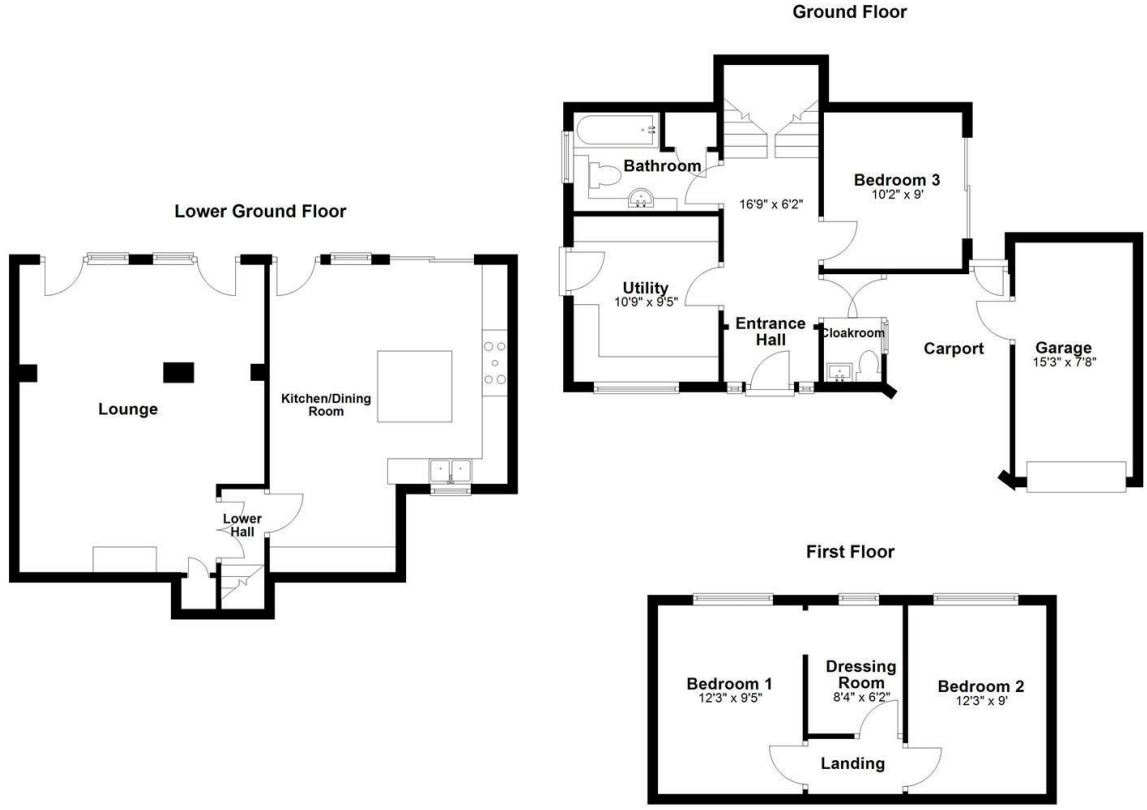 Ground Floor
Bathroom
Bedroom 3
10'2" x 9'
16'9" x 6'2"
Lower Ground Floor
Utility
10'9" x 9'5"
Entrance
Hall
Cloakroom
Carport
Garage
15'3" x 7'8"
Lounge
Kitchen/Dining
Room
Lower
Hall
First Floor
Bedroom 1
12'3" x 9'5"
Dressing
Room
8'4" x 6'2"
Bedroom 2
12'3" x 9'
Landing